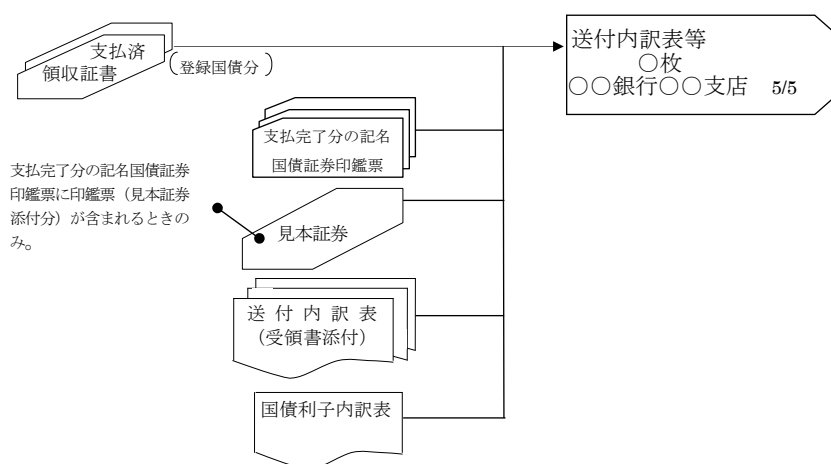 支払済
領収証書
（登録国債分）
送付内訳表等
○枚
○○銀行○○支店 5/5
支払完了分の記名
国債証券印鑑票
支払完了分の記名国債証券
印鑑票に印鑑票（見本証券
添付分）が含まれるときの
み。
見本証券
送付内訳表
（受領書添付）
国債利子内訳表